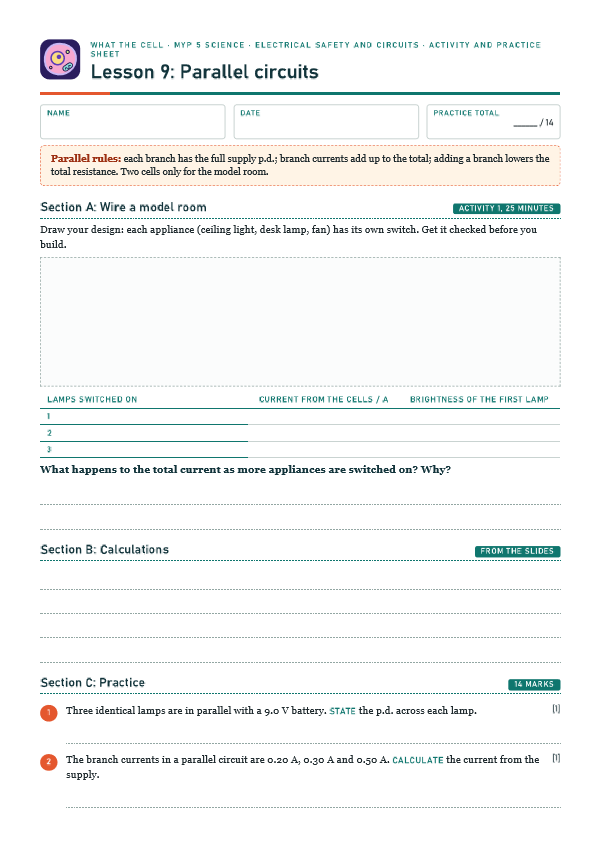 WHAT THE CELL · MYP 5 SCIENCE · ELECTRICAL SAFETY AND CIRCUITS · ACTIVITY AND PRACTICE
SHEET
Lesson 9: Parallel circuits
NAME
DATE
PRACTICE TOTAL
_____ / 14
Parallel rules: each branch has the full supply p.d.; branch currents add up to the total; adding a branch lowers the
total resistance. Two cells only for the model room.
Section A: Wire a model room
ACTIVITY 1, 25 MINUTES
Draw your design: each appliance (ceiling light, desk lamp, fan) has its own switch. Get it checked before you
build.
LAMPS SWITCHED ON CURRENT FROM THE CELLS / A BRIGHTNESS OF THE FIRST LAMP
1
2
3
What happens to the total current as more appliances are switched on? Why?
Section B: Calculations
FROM THE SLIDES
Section C: Practice
14 MARKS
1 Three identical lamps are in parallel with a 9.0 V battery. STATE the p.d. across each lamp. [1]
2 The branch currents in a parallel circuit are 0.20 A, 0.30 A and 0.50 A. CALCULATE the current from the [1]
supply.